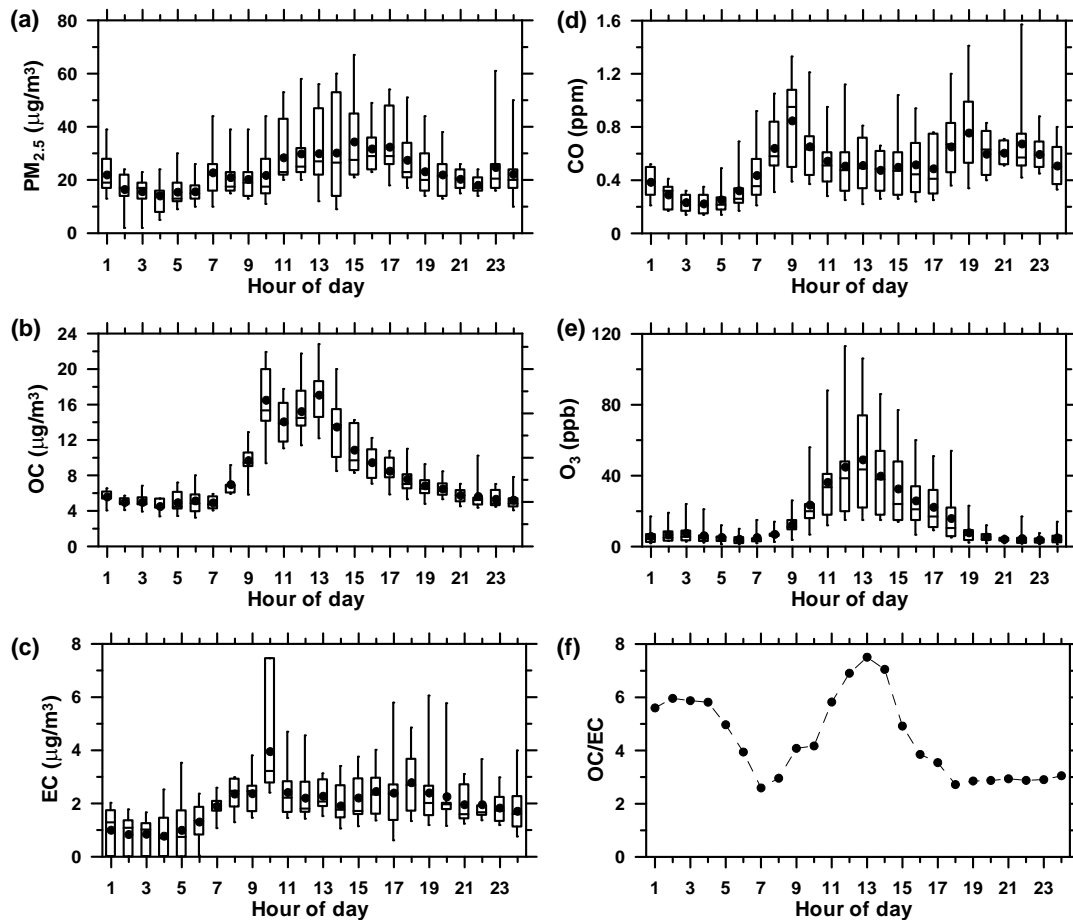 (a)
PM2.5 (µg/m³)
80
60
40
20
0
1 3 5 7 9 11 13 15 17 19 21 23
Hour of day
(d)
CO (ppm)
1.6
1.2
0.8
0.4
0.0
1 3 5 7 9 11 13 15 17 19 21 23
Hour of day
(b)
OC (µg/m³)
24
20
16
12
8
4
0
1 3 5 7 9 11 13 15 17 19 21 23
Hour of day
(e)
O3 (ppb)
120
80
40
0
1 3 5 7 9 11 13 15 17 19 21 23
Hour of day
(c)
EC (µg/m³)
8
6
4
2
0
1 3 5 7 9 11 13 15 17 19 21 23
Hour of day
(f)
OC/EC
8
6
4
2
0
1 3 5 7 9 11 13 15 17 19 21 23
Hour of day